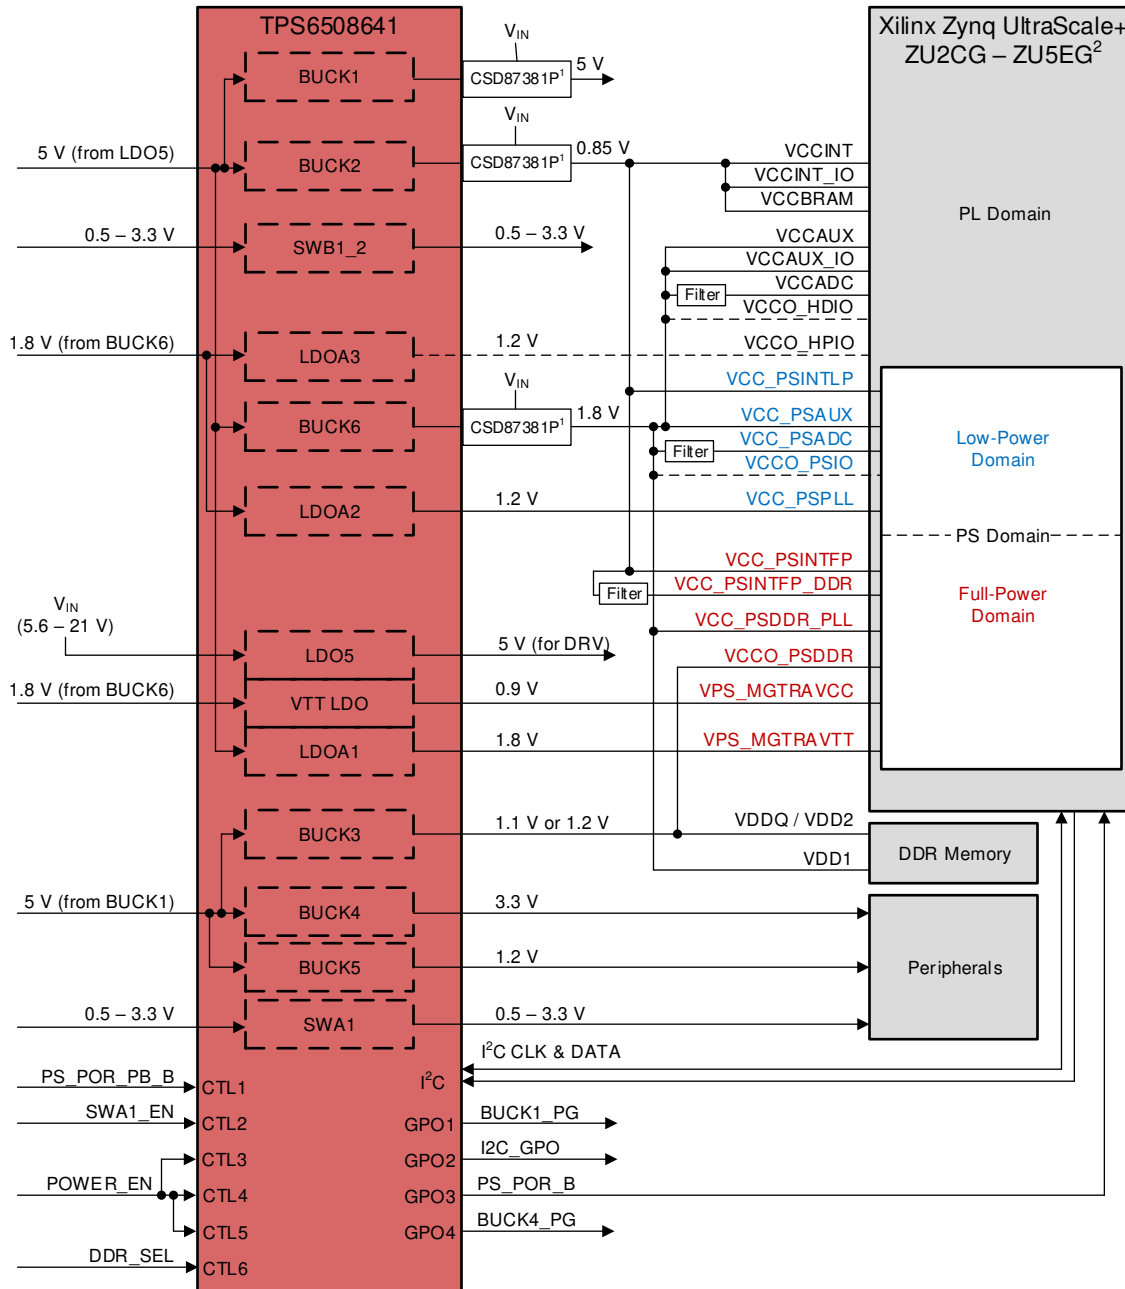 TPS6508641
Xilinx Zynq UltraScale+
ZU2CG – ZU5EG²
VIN
BUCK1
CSD87381P¹
5 V
VIN
5 V (from LDO5)
BUCK2
CSD87381P¹
0.85 V
VCCINT
VCCINT_IO
VCCBRAM
PL Domain
0.5 – 3.3 V
SWB1_2
0.5 – 3.3 V
VCCAUX
VCCAUX_IO
Filter
VCCADC
VCCO_HDIO
1.8 V (from BUCK6)
LDOA3
1.2 V
VCCO_HPIO
VIN
VCC_PSINTLP
BUCK6
CSD87381P¹
1.8 V
VCC_PSAUX
Filter
VCC_PSADC
VCCO_PSIO
Low-Power
Domain
LDOA2
1.2 V
VCC_PSPLL
PS Domain
VCC_PSINTFP
Filter
VCC_PSINTFP_DDR
Full-Power
Domain
VIN
(5.6 – 21 V)
VCC_PSDDR_PLL
LDO5
5 V (for DRV)
VCCO_PSDDR
1.8 V (from BUCK6)
VTT LDO
0.9 V
VPS_MGTRAVCC
LDOA1
1.8 V
VPS_MGTRAVTT
BUCK3
1.1 V or 1.2 V
VDDQ / VDD2
VDD1
DDR Memory
5 V (from BUCK1)
BUCK4
3.3 V
BUCK5
1.2 V
Peripherals
0.5 – 3.3 V
SWA1
0.5 – 3.3 V
I²C CLK & DATA
PS_POR_PB_B
CTL1
I²C
SWA1_EN
CTL2
GPO1
BUCK1_PG
CTL3
GPO2
I2C_GPO
POWER_EN
CTL4
GPO3
PS_POR_B
CTL5
GPO4
BUCK4_PG
DDR_SEL
CTL6